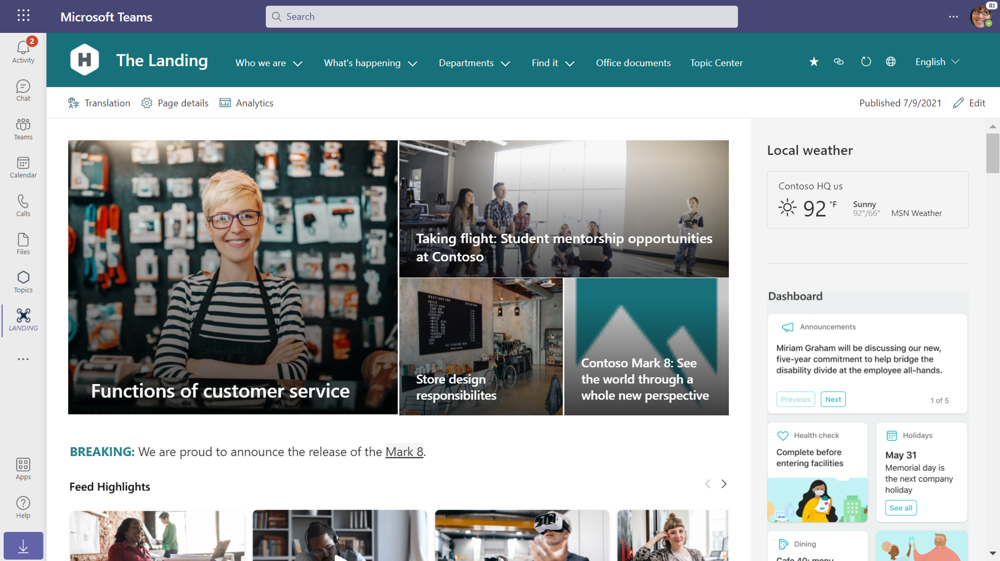 R1
Microsoft Teams
Search
2
Activity
Chat
Teams
Calendar
Calls
Files
Topics
LANDING
Apps
Help
H
The Landing
Who we are
What's happening
Departments
Find it
Office documents
Topic Center
English
Translation
Page details
Analytics
Published 7/9/2021
Edit
Functions of customer service
Taking flight: Student mentorship opportunities
at Contoso
DESTINATION
DEPARTURE
Store design
responsibilites
Contoso Mark 8: See
the world through a
whole new perspective
BREAKING: We are proud to announce the release of the Mark 8.
Feed Highlights
Local weather
Contoso HQ us
92 °F
Sunny
92°/66°
MSN Weather
Dashboard
Announcements
Miriam Graham will be discussing our new,
five-year commitment to help bridge the
disability divide at the employee all-hands.
Previous
Next
1 of 5
Health check
Complete before
entering facilities
Holidays
May 31
Memorial day is
the next company
holiday
See all
Dining
Cafe 40: menu